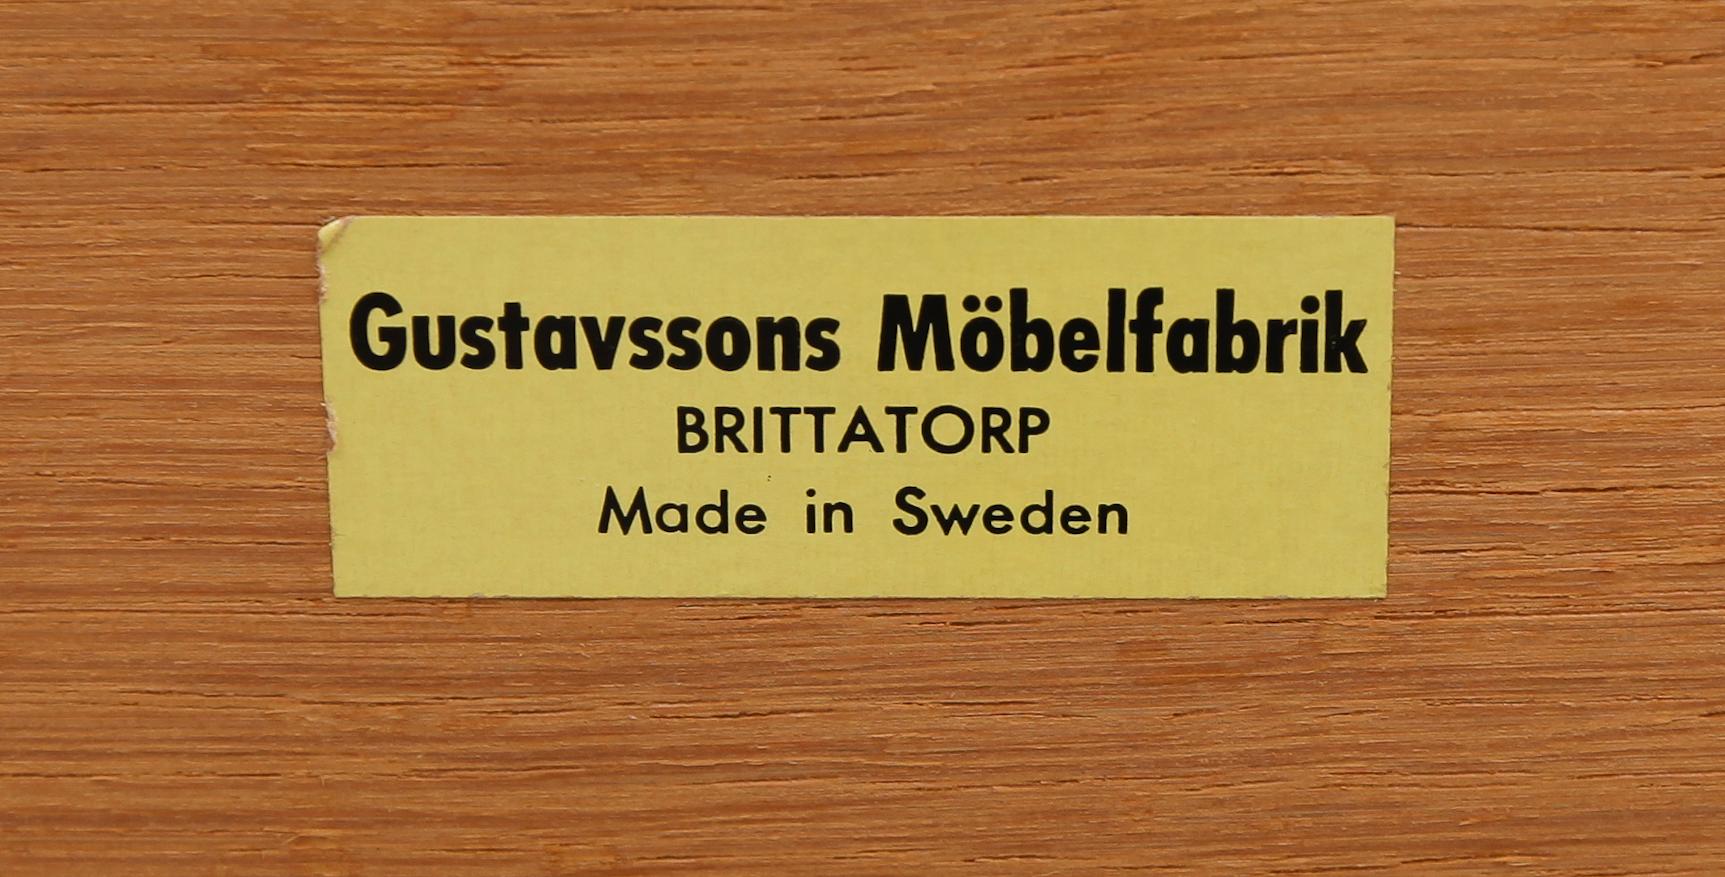 Gustavssons Möbelfabrik
BRITTATORP
Made in Sweden